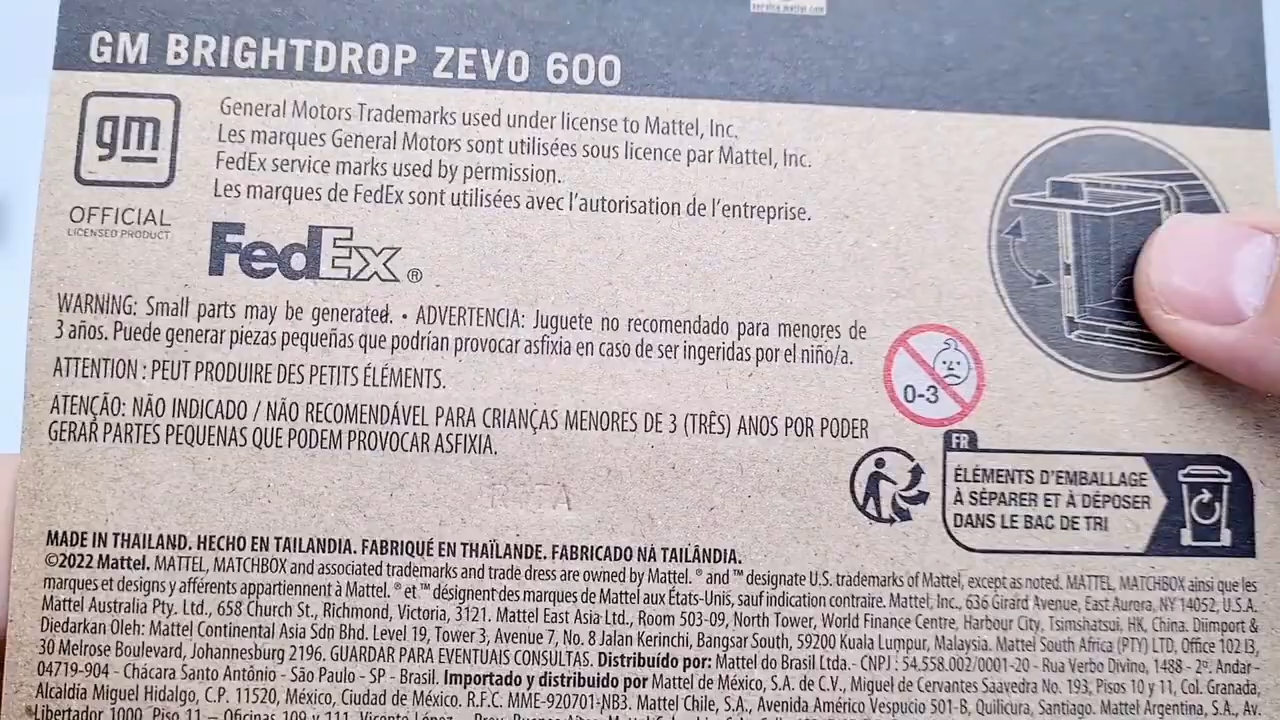 service.mattel.com
GM BRIGHTDROP ZEVO 600
gm
OFFICIAL
LICENSED PRODUCT
General Motors Trademarks used under license to Mattel, Inc.
Les marques General Motors sont utilisées sous licence par Mattel, Inc.
FedEx service marks used by permission.
Les marques de FedEx sont utilisées avec l'autorisation de l'entreprise.
FedEx®
WARNING: Small parts may be generated. • ADVERTENCIA: Juguete no recomendado para menores de
3 años. Puede generar piezas pequeñas que podrían provocar asfixia en caso de ser ingeridas por el niño/a.
ATTENTION : PEUT PRODUIRE DES PETITS ÉLÉMENTS.
ATENÇÃO: NÃO INDICADO / NÃO RECOMENDÁVEL PARA CRIANÇAS MENORES DE 3 (TRÊS) ANOS POR PODER
GERAR PARTES PEQUENAS QUE PODEM PROVOCAR ASFIXIA.
0-3
FR
ÉLÉMENTS D'EMBALLAGE
À SÉPARER ET À DÉPOSER
DANS LE BAC DE TRI
MADE IN THAILAND. HECHO EN TAILANDIA. FABRIQUÉ EN THAÏLANDE. FABRICADO NA TAILÂNDIA.
©2022 Mattel. MATTEL, MATCHBOX and associated trademarks and trade dress are owned by Mattel. ® and ™ designate U.S. trademarks of Mattel, except as noted. MATTEL, MATCHBOX ainsi que les
marques et designs y afférents appartiennent à Mattel. ® et ™ désignent des marques de Mattel aux États-Unis, sauf indication contraire. Mattel, Inc., 636 Girard Avenue, East Aurora, NY 14052, U.S.A.
Mattel Australia Pty. Ltd., 658 Church St., Richmond, Victoria, 3121. Mattel East Asia Ltd., Room 503-09, North Tower, World Finance Centre, Harbour City, Tsimshatsui, HK, China. Diimport &
Diedarkan Oleh: Mattel Continental Asia Sdn Bhd. Level 19, Tower 3, Avenue 7, No. 8 Jalan Kerinchi, Bangsar South, 59200 Kuala Lumpur, Malaysia. Mattel South Africa (PTY) LTD, Office 102 I3,
30 Melrose Boulevard, Johannesburg 2196. GUARDAR PARA EVENTUAIS CONSULTAS. Distribuído por: Mattel do Brasil Ltda.- CNPJ : 54.558.002/0001-20 - Rua Verbo Divino, 1488 - 2º. Andar -
04719-904 - Chácara Santo Antônio - São Paulo - SP - Brasil. Importado y distribuido por Mattel de México, S.A. de C.V., Miguel de Cervantes Saavedra No. 193, Pisos 10 y 11, Col. Granada,
Alcaldía Miguel Hidalgo, C.P. 11520, México, Ciudad de México. R.F.C. MME-920701-NB3. Mattel Chile, S.A., Avenida Américo Vespucio 501-B, Quilicura, Santiago. Mattel Argentina, S.A., Av.
Libertador 1000, Piso 11 – Oficinas 109 y 111, Vicente López